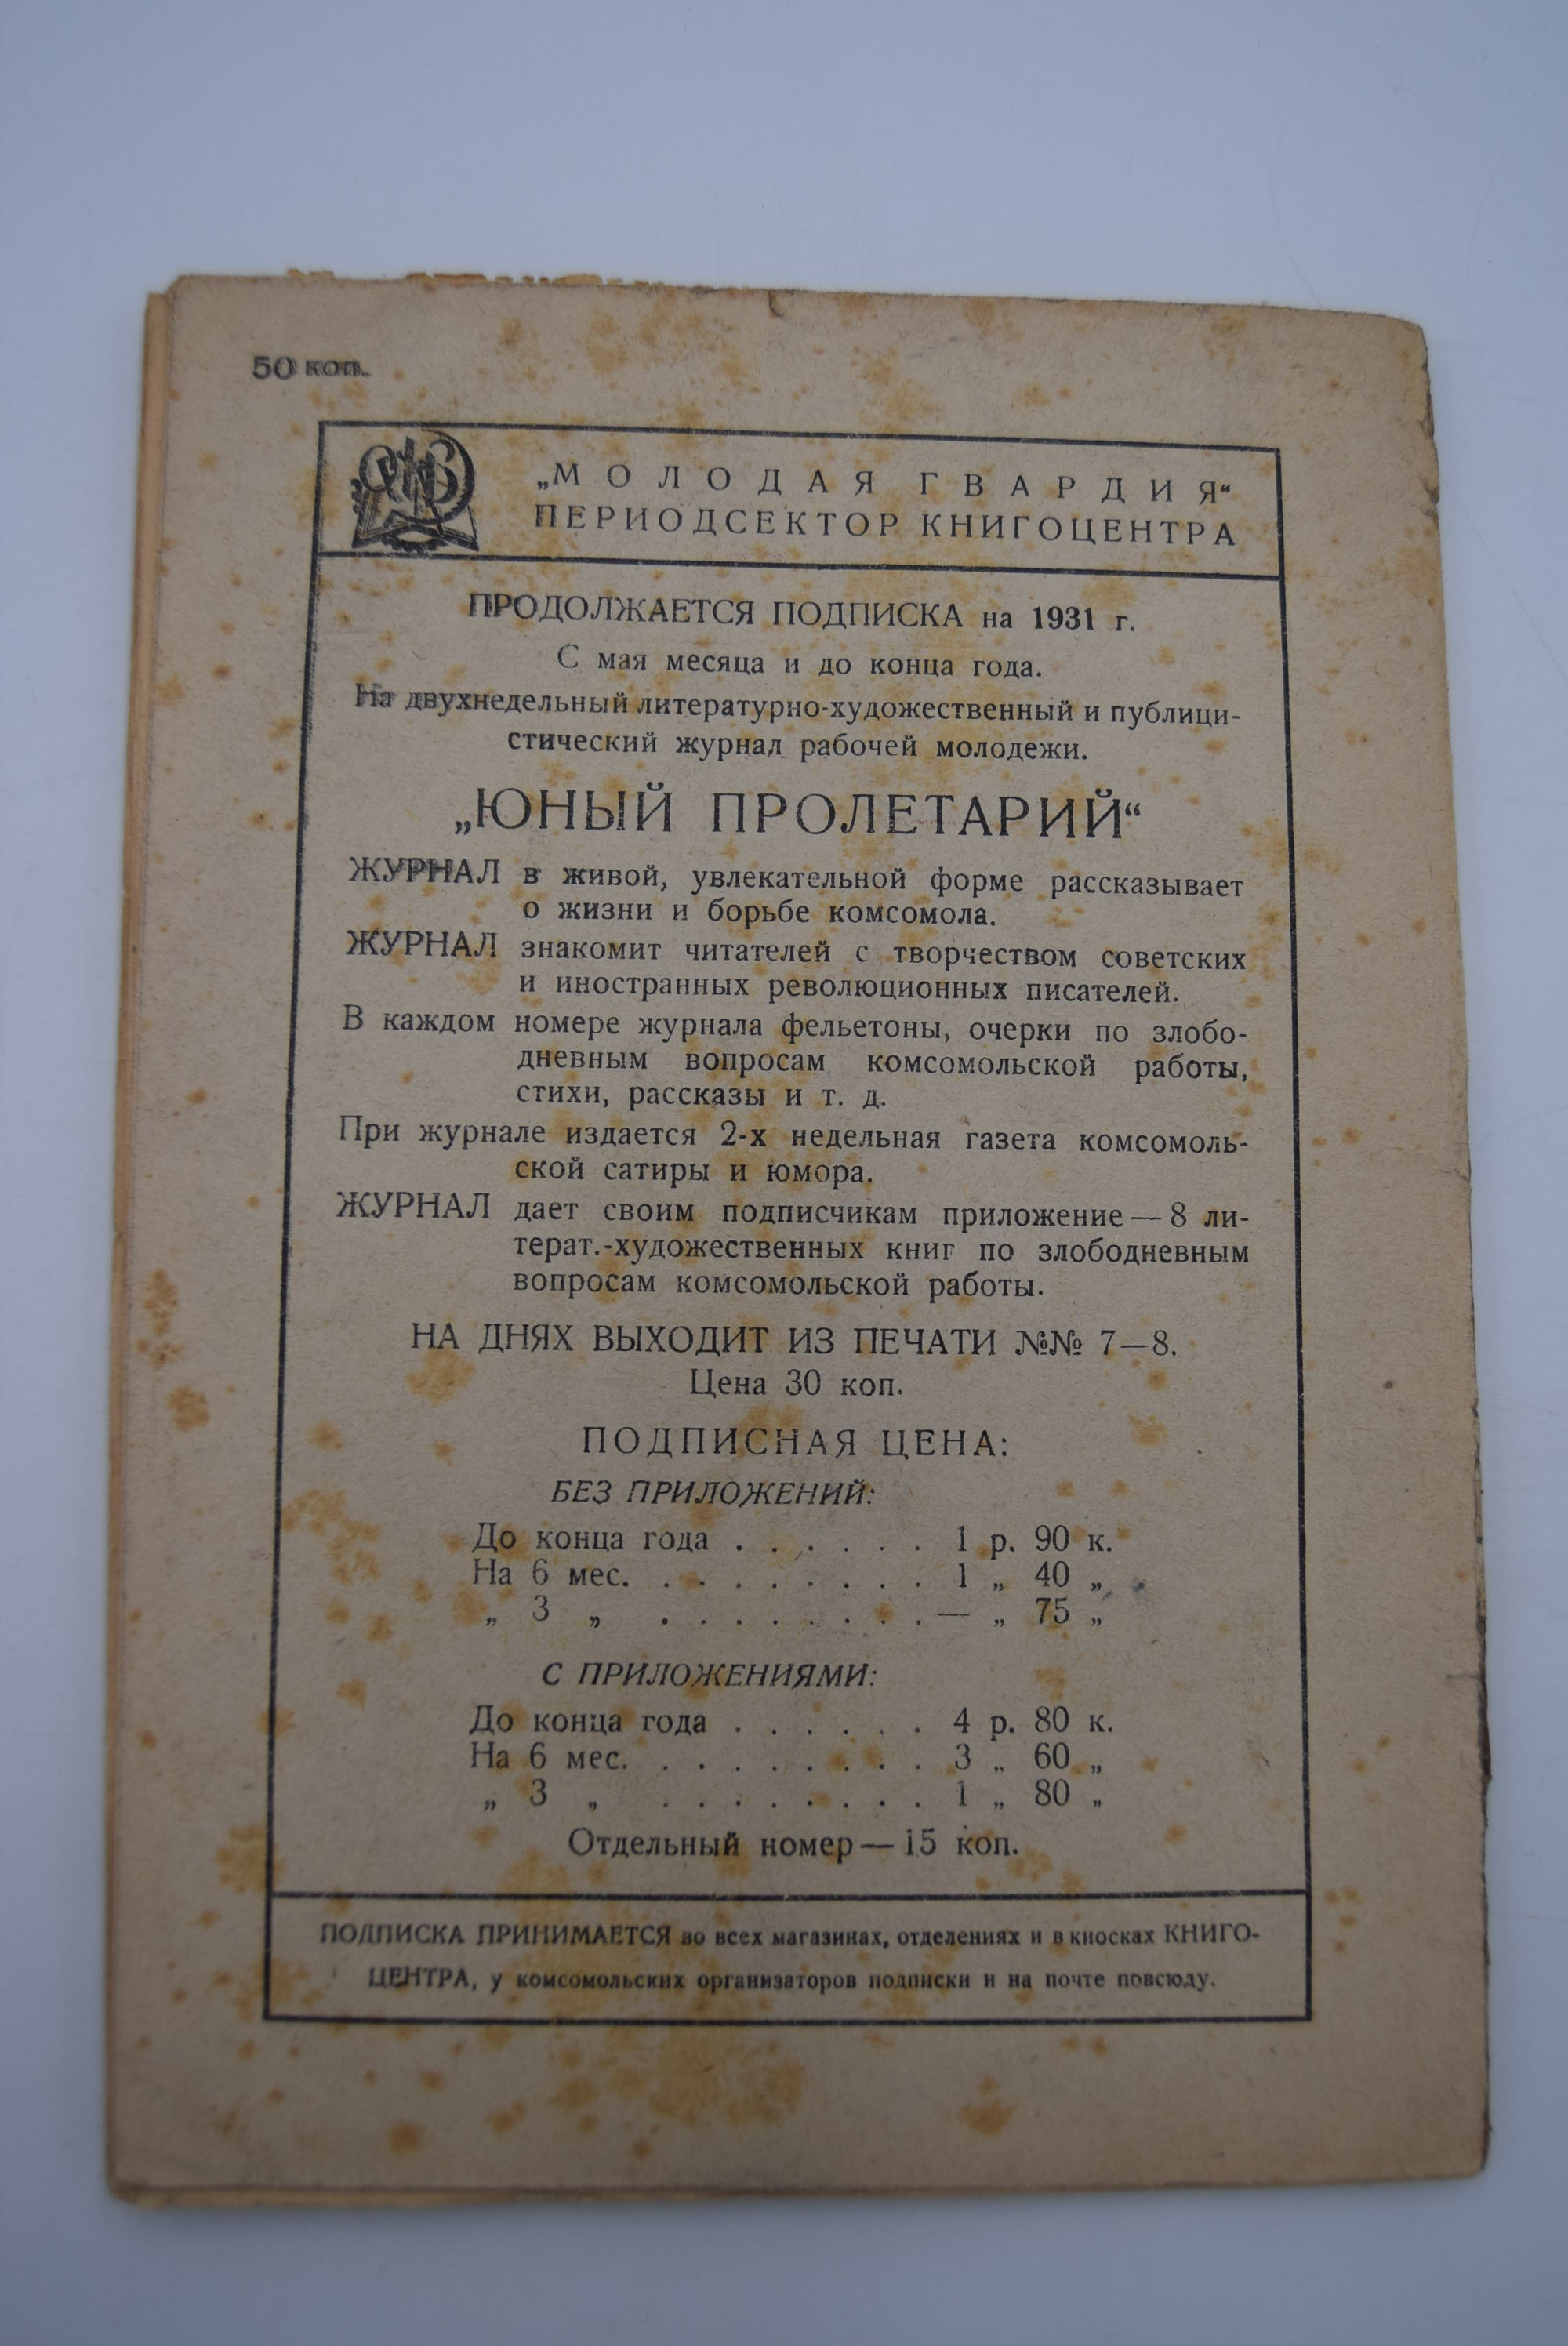 50 коп.
„МОЛОДАЯ ГВАРДИЯ“
ПЕРИОДСЕКТОР КНИГОЦЕНТРА
ПРОДОЛЖАЕТСЯ ПОДПИСКА на 1931 г.
С мая месяца и до конца года.
На двухнедельный литературно-художественный и публици-
стический журнал рабочей молодежи.
„ЮНЫЙ ПРОЛЕТАРИЙ“
ЖУРНАЛ в живой, увлекательной форме рассказывает
о жизни и борьбе комсомола.
ЖУРНАЛ знакомит читателей с творчеством советских
и иностранных революционных писателей.
В каждом номере журнала фельетоны, очерки по злобо-
дневным вопросам комсомольской работы,
стихи, рассказы и т. д.
При журнале издается 2-х недельная газета комсомоль-
ской сатиры и юмора.
ЖУРНАЛ дает своим подписчикам приложение — 8 ли-
терат.-художественных книг по злободневным
вопросам комсомольской работы.
НА ДНЯХ ВЫХОДИТ ИЗ ПЕЧАТИ №№ 7—8.
Цена 30 коп.
ПОДПИСНАЯ ЦЕНА:
БЕЗ ПРИЛОЖЕНИЙ:
До конца года . . . . . . 1 р. 90 к.
На 6 мес. . . . . . . . . 1 „ 40 „
„ 3 „ . . . . . . . . — „ 75 „
С ПРИЛОЖЕНИЯМИ:
До конца года . . . . . . 4 р. 80 к.
На 6 мес. . . . . . . . . 3 „ 60 „
„ 3 „ . . . . . . . . 1 „ 80 „
Отдельный номер — 15 коп.
ПОДПИСКА ПРИНИМАЕТСЯ во всех магазинах, отделениях и в киосках КНИГО-
ЦЕНТРА, у комсомольских организаторов подписки и на почте повсюду.